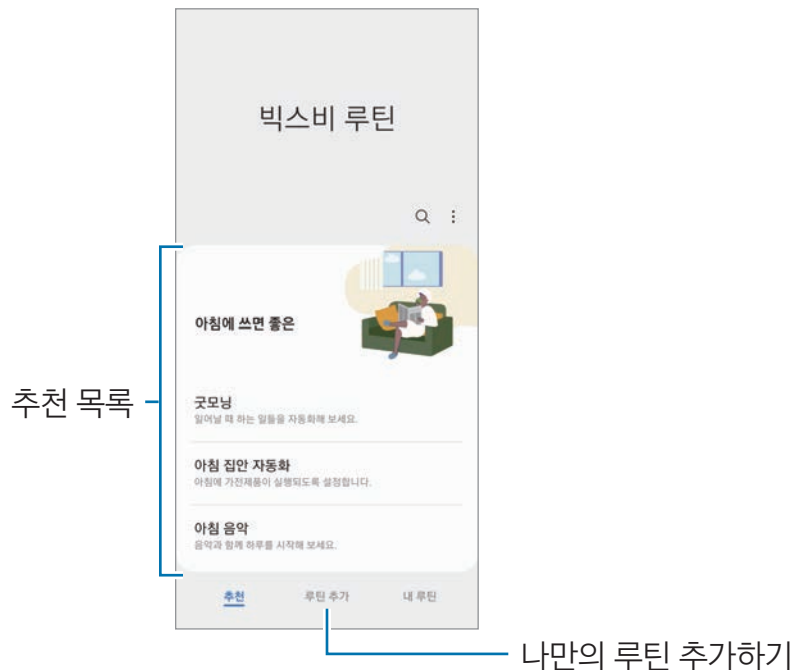 빅스비 루틴
아침에 쓰면 좋은
추천 목록
굿모닝
일어날 때 하는 일들을 자동화해 보세요.
아침 집안 자동화
아침에 가전제품이 실행되도록 설정합니다.
아침 음악
음악과 함께 하루를 시작해 보세요.
추천
루틴 추가
내 루틴
나만의 루틴 추가하기